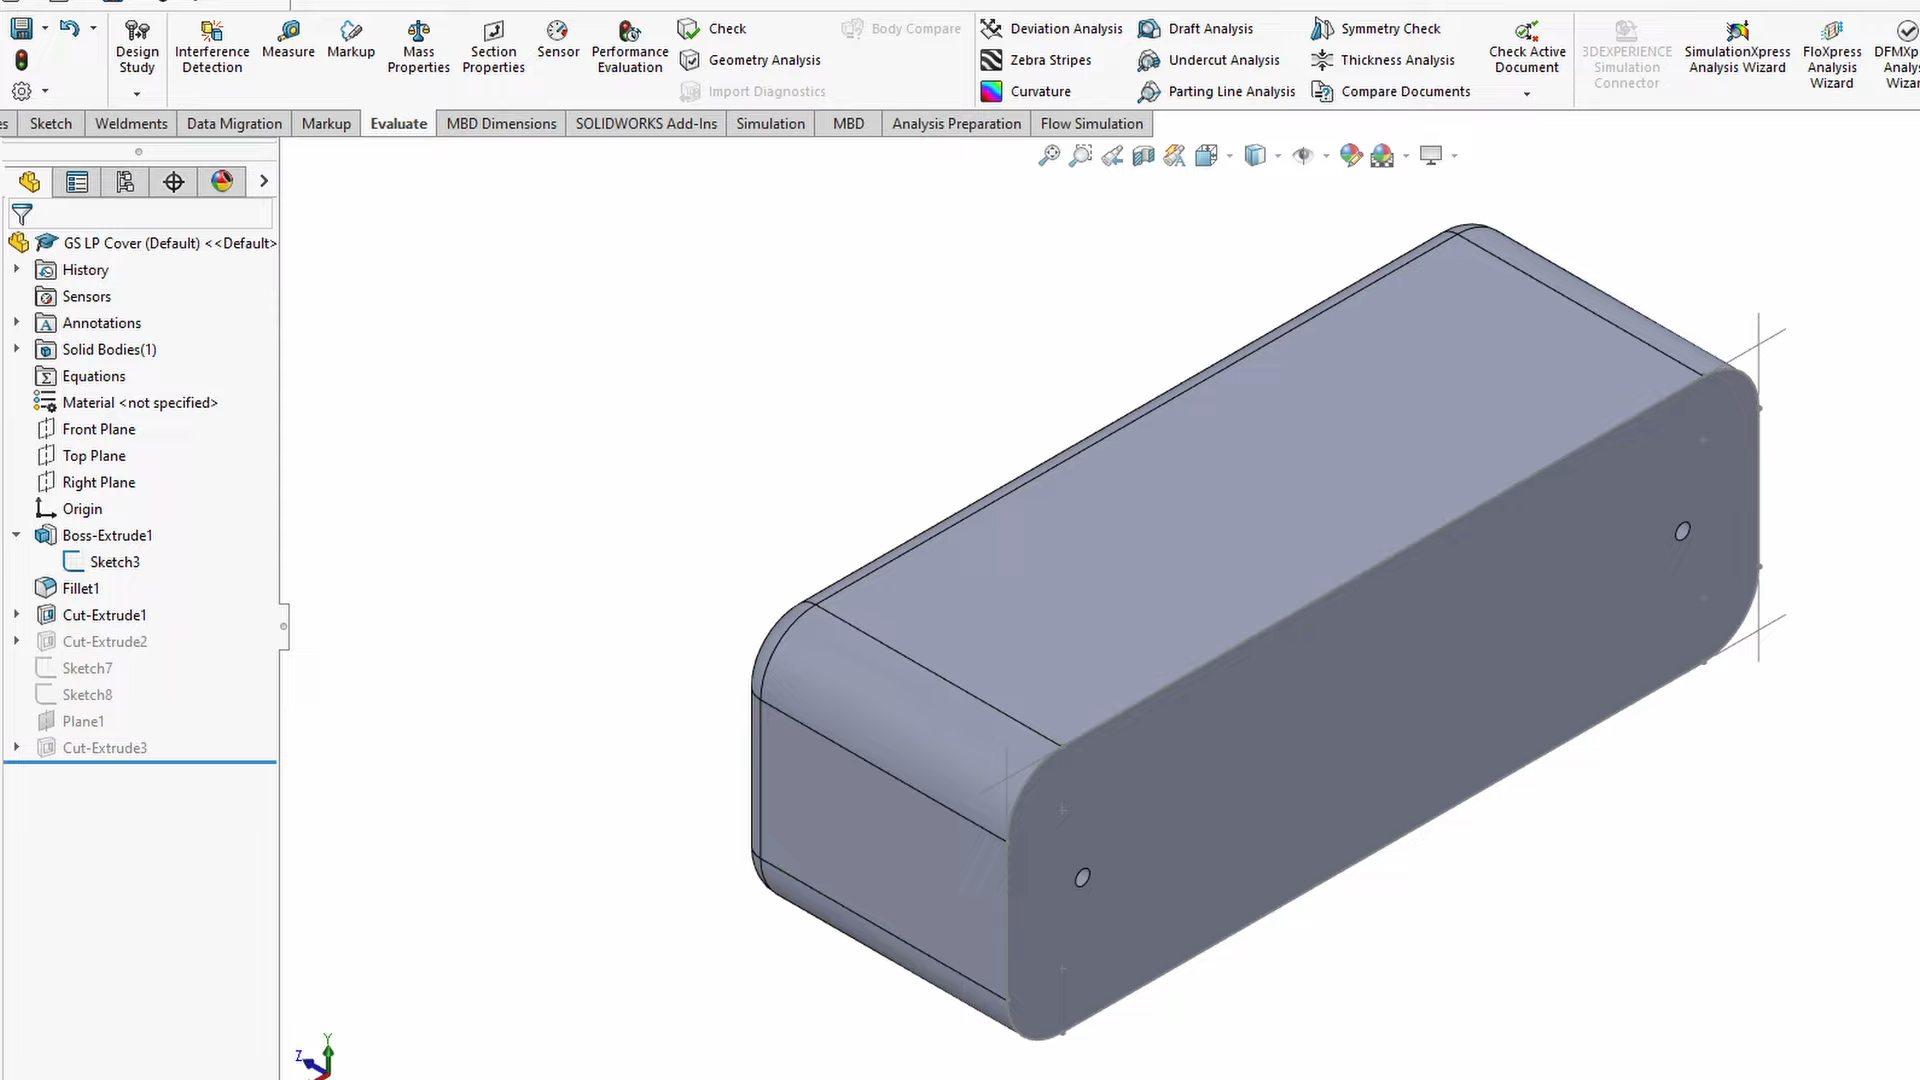 Design Study
Interference Detection
Measure
Markup
Mass Properties
Section Properties
Sensor
Performance Evaluation
Check
Geometry Analysis
Import Diagnostics
Body Compare
Deviation Analysis
Zebra Stripes
Curvature
Draft Analysis
Undercut Analysis
Parting Line Analysis
Symmetry Check
Thickness Analysis
Compare Documents
Check Active Document
3DEXPERIENCE Simulation Connector
SimulationXpress Analysis Wizard
FloXpress Analysis Wizard
DFMXp Analy Wizar
es
Sketch
Weldments
Data Migration
Markup
Evaluate
MBD Dimensions
SOLIDWORKS Add-Ins
Simulation
MBD
Analysis Preparation
Flow Simulation
GS LP Cover (Default) <<Default>
History
Sensors
Annotations
Solid Bodies(1)
Equations
Material <not specified>
Front Plane
Top Plane
Right Plane
Origin
Boss-Extrude1
Sketch3
Fillet1
Cut-Extrude1
Cut-Extrude2
Sketch7
Sketch8
Plane1
Cut-Extrude3
Y
Z